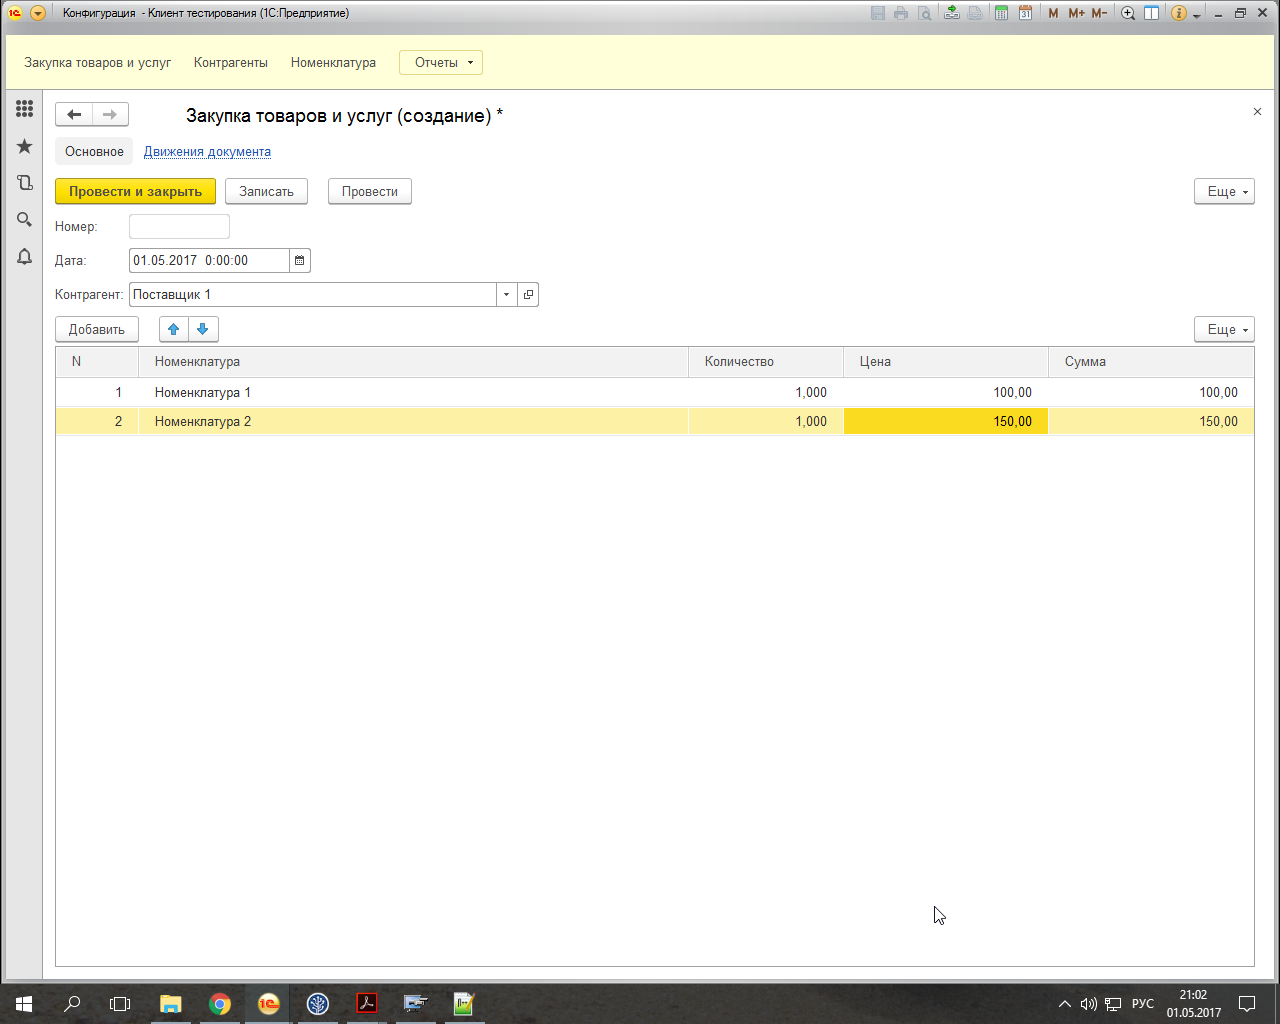 Конфигурация - Клиент тестирования (1С:Предприятие)
31 M M+ M-
Закупка товаров и услуг Контрагенты Номенклатура Отчеты
Закупка товаров и услуг (создание) *
Основное Движения документа
Провести и закрыть Записать Провести Еще
Номер:
Дата: 01.05.2017 0:00:00
Контрагент: Поставщик 1
Добавить Еще
N Номенклатура Количество Цена Сумма
1 Номенклатура 1 1,000 100,00 100,00
2 Номенклатура 2 1,000 150,00 150,00
РУС 21:02
01.05.2017